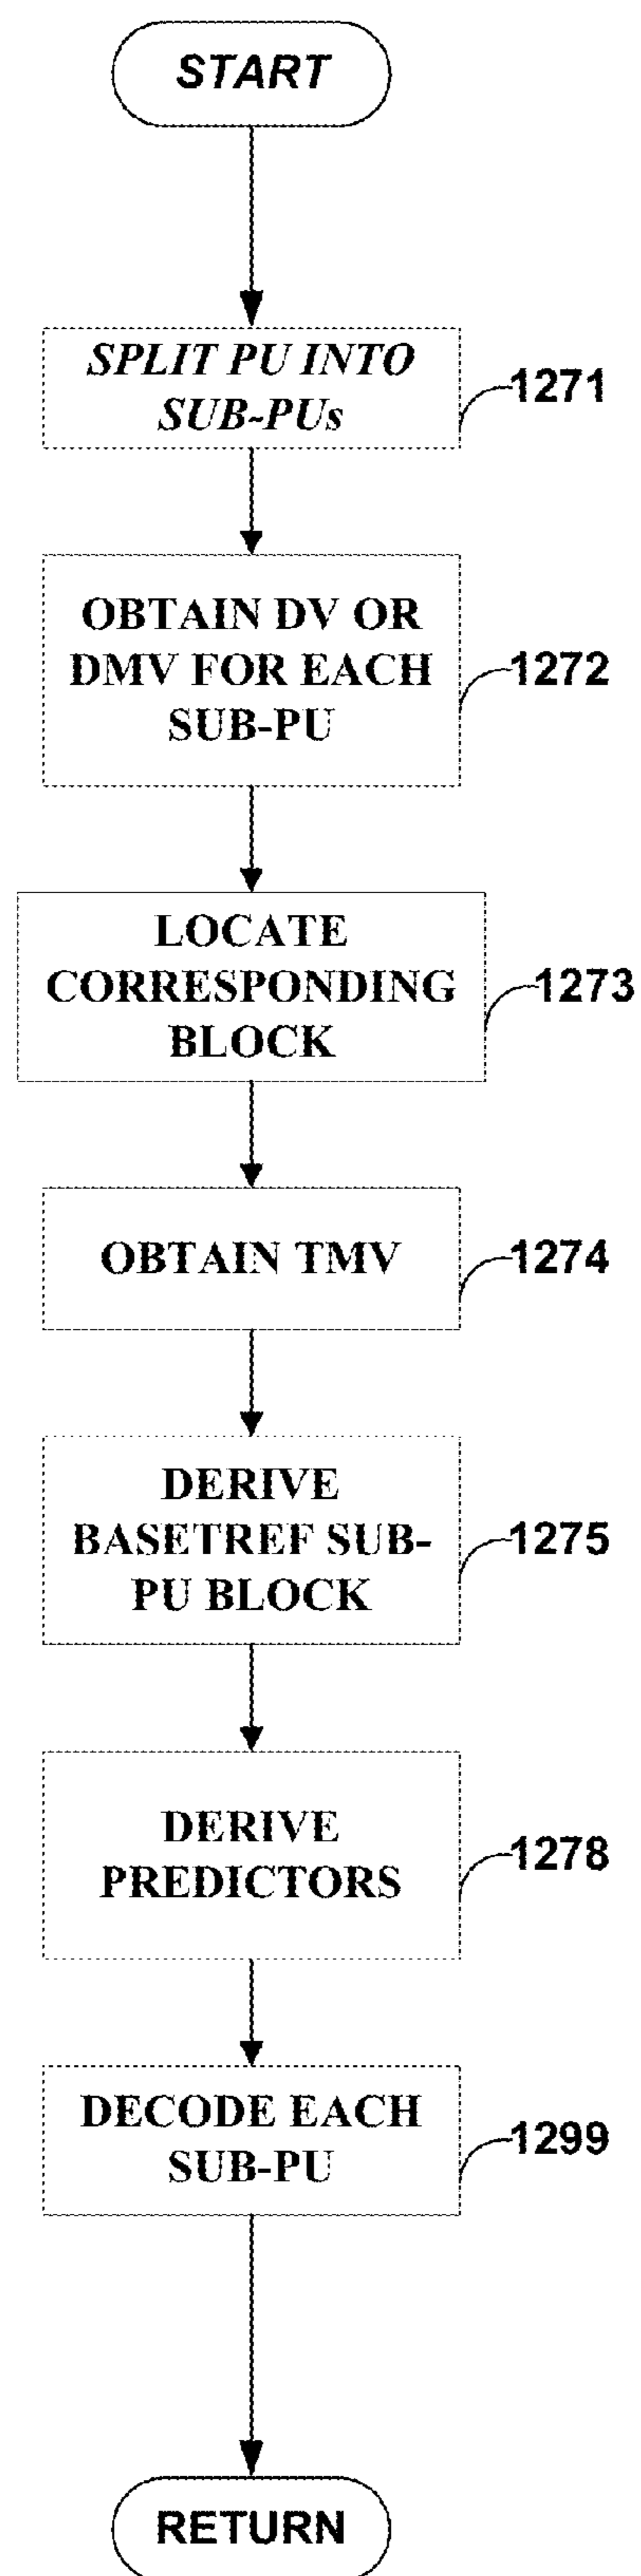 START
SPLIT PU INTO
SUB-PUs
1271
OBTAIN DV OR
DMV FOR EACH
SUB-PU
1272
LOCATE
CORRESPONDING
BLOCK
1273
OBTAIN TMV
1274
DERIVE
BASETREF SUB-
PU BLOCK
1275
DERIVE
PREDICTORS
1278
DECODE EACH
SUB-PU
1299
RETURN